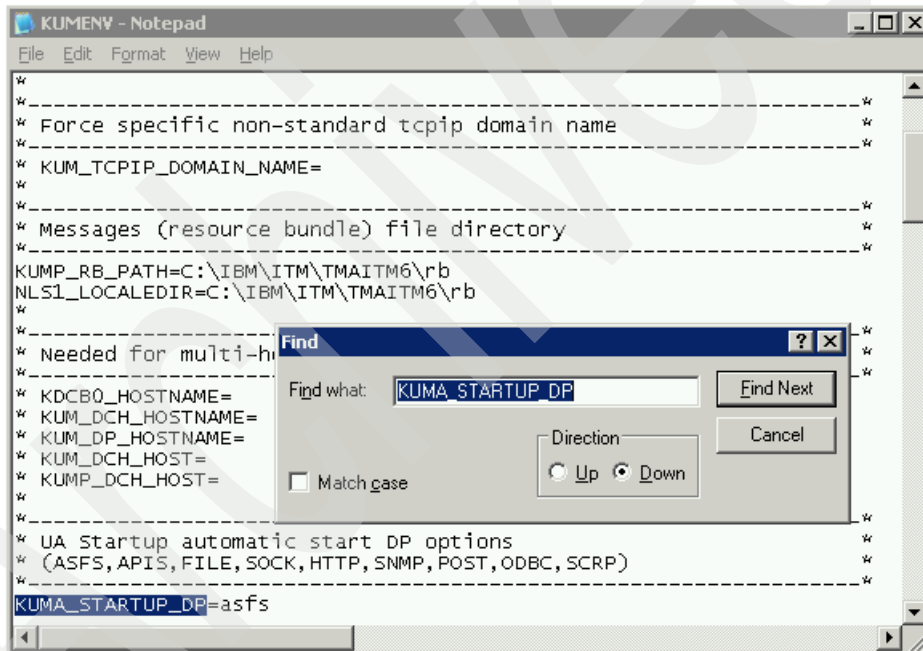 KUMENV - Notepad
File Edit Format View Help
*
*------------------------------------------------------------*
* Force specific non-standard tcpip domain name *
*------------------------------------------------------------*
* KUM_TCPIP_DOMAIN_NAME=
*
*------------------------------------------------------------*
* Messages (resource bundle) file directory *
*------------------------------------------------------------*
KUMP_RB_PATH=C:\IBM\ITM\TMAITM6\rb
NLS1_LOCALEDIR=C:\IBM\ITM\TMAITM6\rb
*
*------------------------------------------------------------*
* Needed for multi-h *
*------------------------------------------------------------*
* KDCB0_HOSTNAME=
* KUM_DCH_HOSTNAME=
* KUM_DP_HOSTNAME=
* KUM_DCH_HOST=
* KUMP_DCH_HOST=
*
*------------------------------------------------------------*
* UA Startup automatic start DP options *
* (ASFS,APIS,FILE,SOCK,HTTP,SNMP,POST,ODBC,SCRP) *
*------------------------------------------------------------*
KUMA_STARTUP_DP=asfs
Find
Find what: KUMA_STARTUP_DP Find Next
Direction Cancel
Match case Up Down